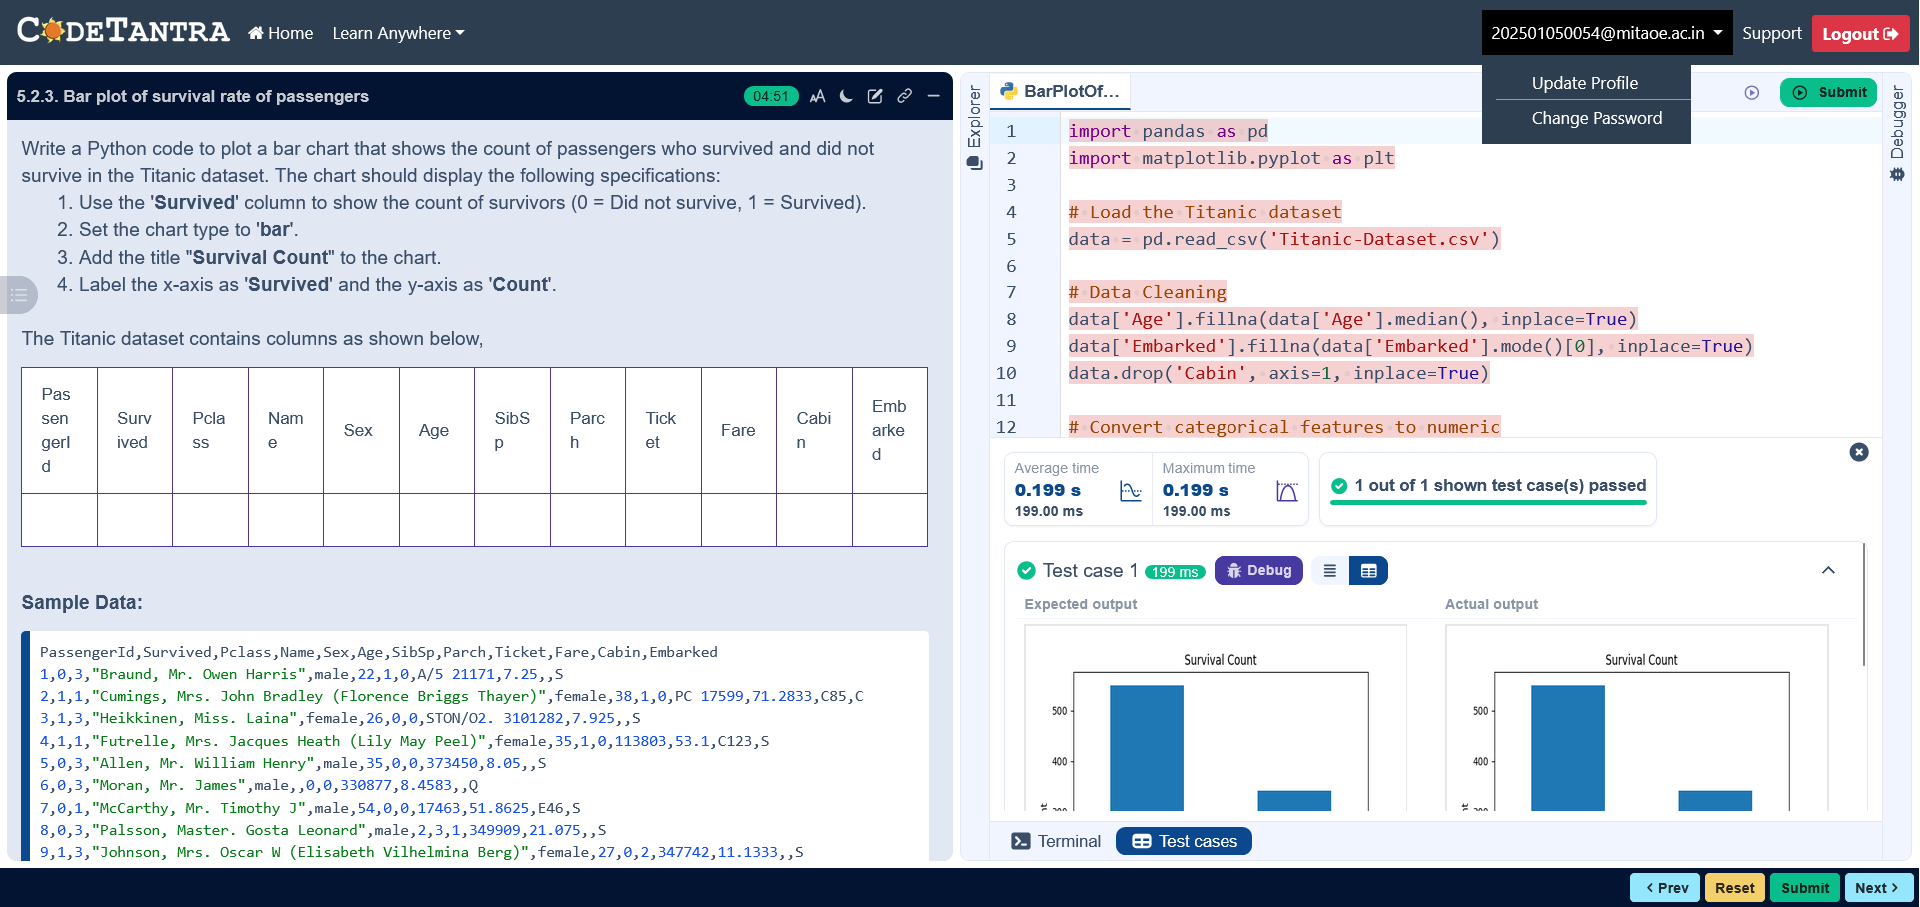 CODETANTRA
Home
Learn Anywhere
202501050054@mitaoe.ac.in
Support
Logout
Update Profile
Change Password
5.2.3. Bar plot of survival rate of passengers
04:51
Write a Python code to plot a bar chart that shows the count of passengers who survived and did not
survive in the Titanic dataset. The chart should display the following specifications:
1. Use the 'Survived' column to show the count of survivors (0 = Did not survive, 1 = Survived).
2. Set the chart type to 'bar'.
3. Add the title "Survival Count" to the chart.
4. Label the x-axis as 'Survived' and the y-axis as 'Count'.
The Titanic dataset contains columns as shown below,
Pas
sen
gerI
d
Surv
ived
Pcla
ss
Nam
e
Sex
Age
SibS
p
Parc
h
Tick
et
Fare
Cabi
n
Emb
arke
d
Sample Data:
PassengerId,Survived,Pclass,Name,Sex,Age,SibSp,Parch,Ticket,Fare,Cabin,Embarked
1,0,3,"Braund, Mr. Owen Harris",male,22,1,0,A/5 21171,7.25,,S
2,1,1,"Cumings, Mrs. John Bradley (Florence Briggs Thayer)",female,38,1,0,PC 17599,71.2833,C85,C
3,1,3,"Heikkinen, Miss. Laina",female,26,0,0,STON/O2. 3101282,7.925,,S
4,1,1,"Futrelle, Mrs. Jacques Heath (Lily May Peel)",female,35,1,0,113803,53.1,C123,S
5,0,3,"Allen, Mr. William Henry",male,35,0,0,373450,8.05,,S
6,0,3,"Moran, Mr. James",male,,0,0,330877,8.4583,,Q
7,0,1,"McCarthy, Mr. Timothy J",male,54,0,0,17463,51.8625,E46,S
8,0,3,"Palsson, Master. Gosta Leonard",male,2,3,1,349909,21.075,,S
9,1,3,"Johnson, Mrs. Oscar W (Elisabeth Vilhelmina Berg)",female,27,0,2,347742,11.1333,,S
Explorer
BarPlotOf...
Submit
Debugger
1 import pandas as pd
2 import matplotlib.pyplot as plt
3
4 # Load the Titanic dataset
5 data = pd.read_csv('Titanic-Dataset.csv')
6
7 # Data Cleaning
8 data['Age'].fillna(data['Age'].median(), inplace=True)
9 data['Embarked'].fillna(data['Embarked'].mode()[0], inplace=True)
10 data.drop('Cabin', axis=1, inplace=True)
11
12 # Convert categorical features to numeric
Average time
0.199 s
199.00 ms
Maximum time
0.199 s
199.00 ms
1 out of 1 shown test case(s) passed
Test case 1
199 ms
Debug
Expected output
Actual output
Survival Count
500
400
Survival Count
500
400
Terminal
Test cases
Prev
Reset
Submit
Next